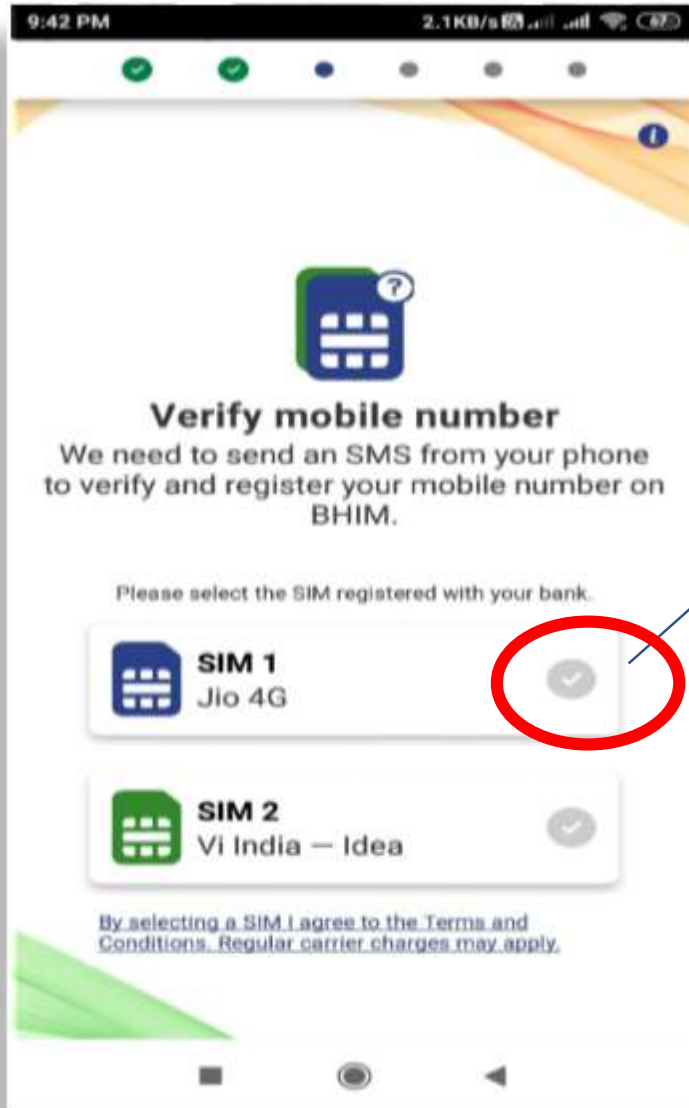 9:42 PM 2.1KB/s 67
i
?
Verify mobile number
We need to send an SMS from your phone
to verify and register your mobile number on
BHIM.
Please select the SIM registered with your bank.
SIM 1
Jio 4G
SIM 2
Vi India — Idea
By selecting a SIM I agree to the Terms and
Conditions. Regular carrier charges may apply.